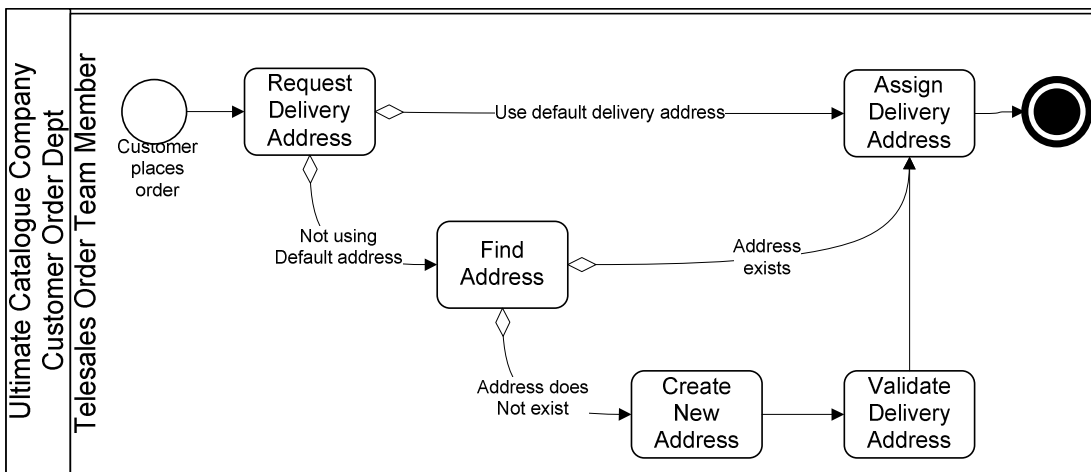 Ultimate Catalogue Company
Customer Order Dept
Telesales Order Team Member
Customer
places
order
Request
Delivery
Address
Use default delivery address
Assign
Delivery
Address
Not using
Default address
Find
Address
Address
exists
Address does
Not exist
Create
New
Address
Validate
Delivery
Address